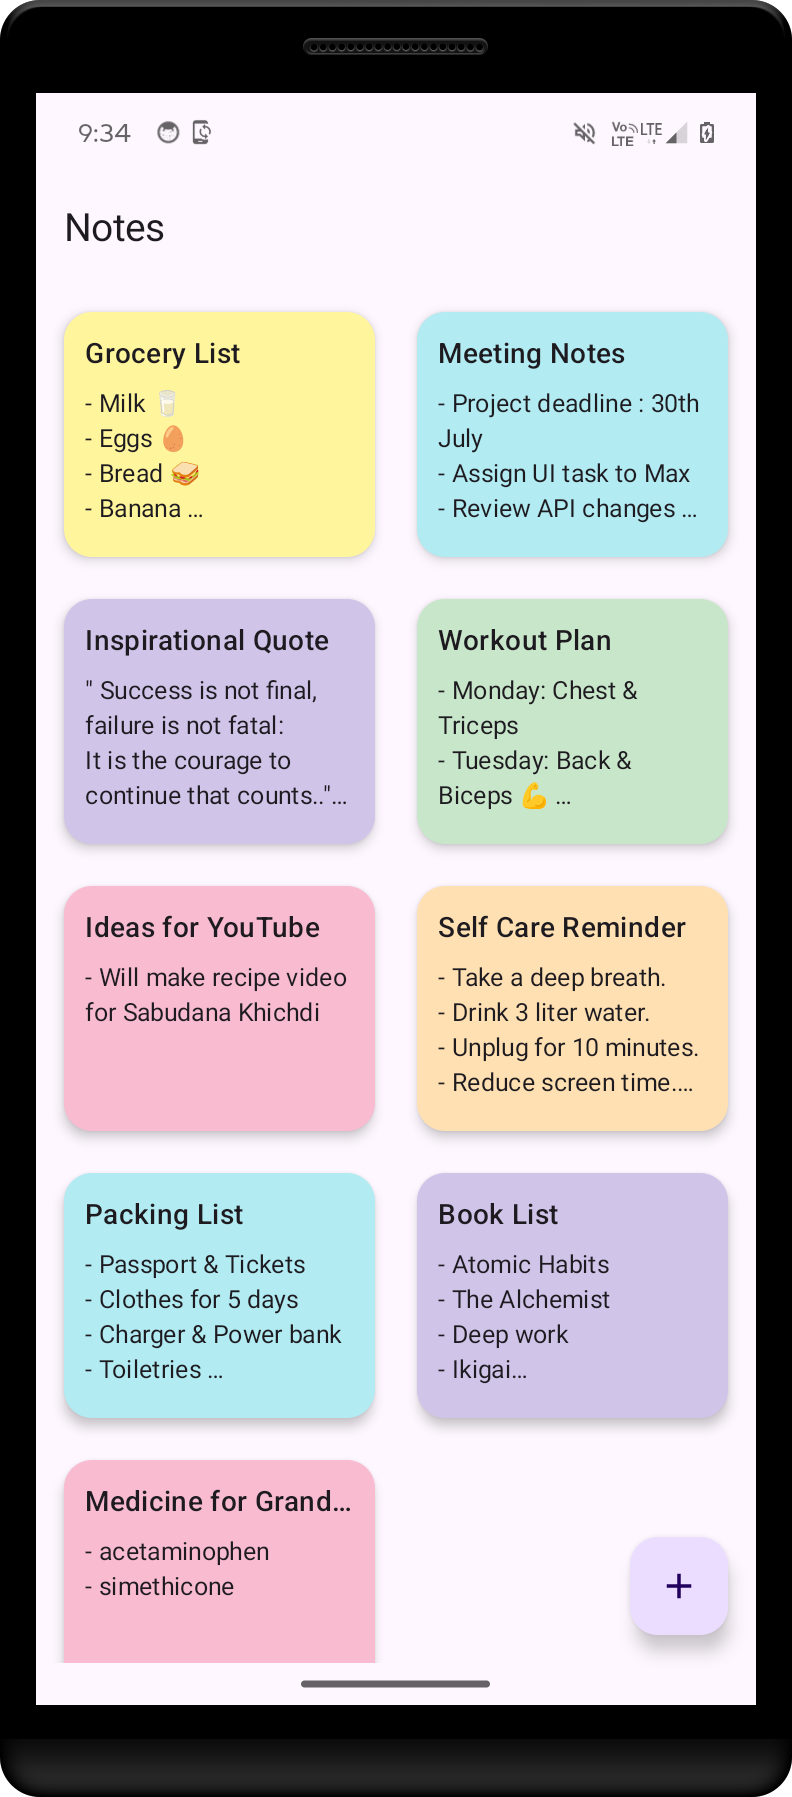 9:34
Vo LTE
LTE
Notes
Grocery List
- Milk 🥛
- Eggs 🥚
- Bread 🥪
- Banana ...
Meeting Notes
- Project deadline : 30th
July
- Assign UI task to Max
- Review API changes ...
Inspirational Quote
" Success is not final,
failure is not fatal:
It is the courage to
continue that counts.."...
Workout Plan
- Monday: Chest &
Triceps
- Tuesday: Back &
Biceps 💪 ...
Ideas for YouTube
- Will make recipe video
for Sabudana Khichdi
Self Care Reminder
- Take a deep breath.
- Drink 3 liter water.
- Unplug for 10 minutes.
- Reduce screen time....
Packing List
- Passport & Tickets
- Clothes for 5 days
- Charger & Power bank
- Toiletries ...
Book List
- Atomic Habits
- The Alchemist
- Deep work
- Ikigai...
Medicine for Grand...
- acetaminophen
- simethicone
+